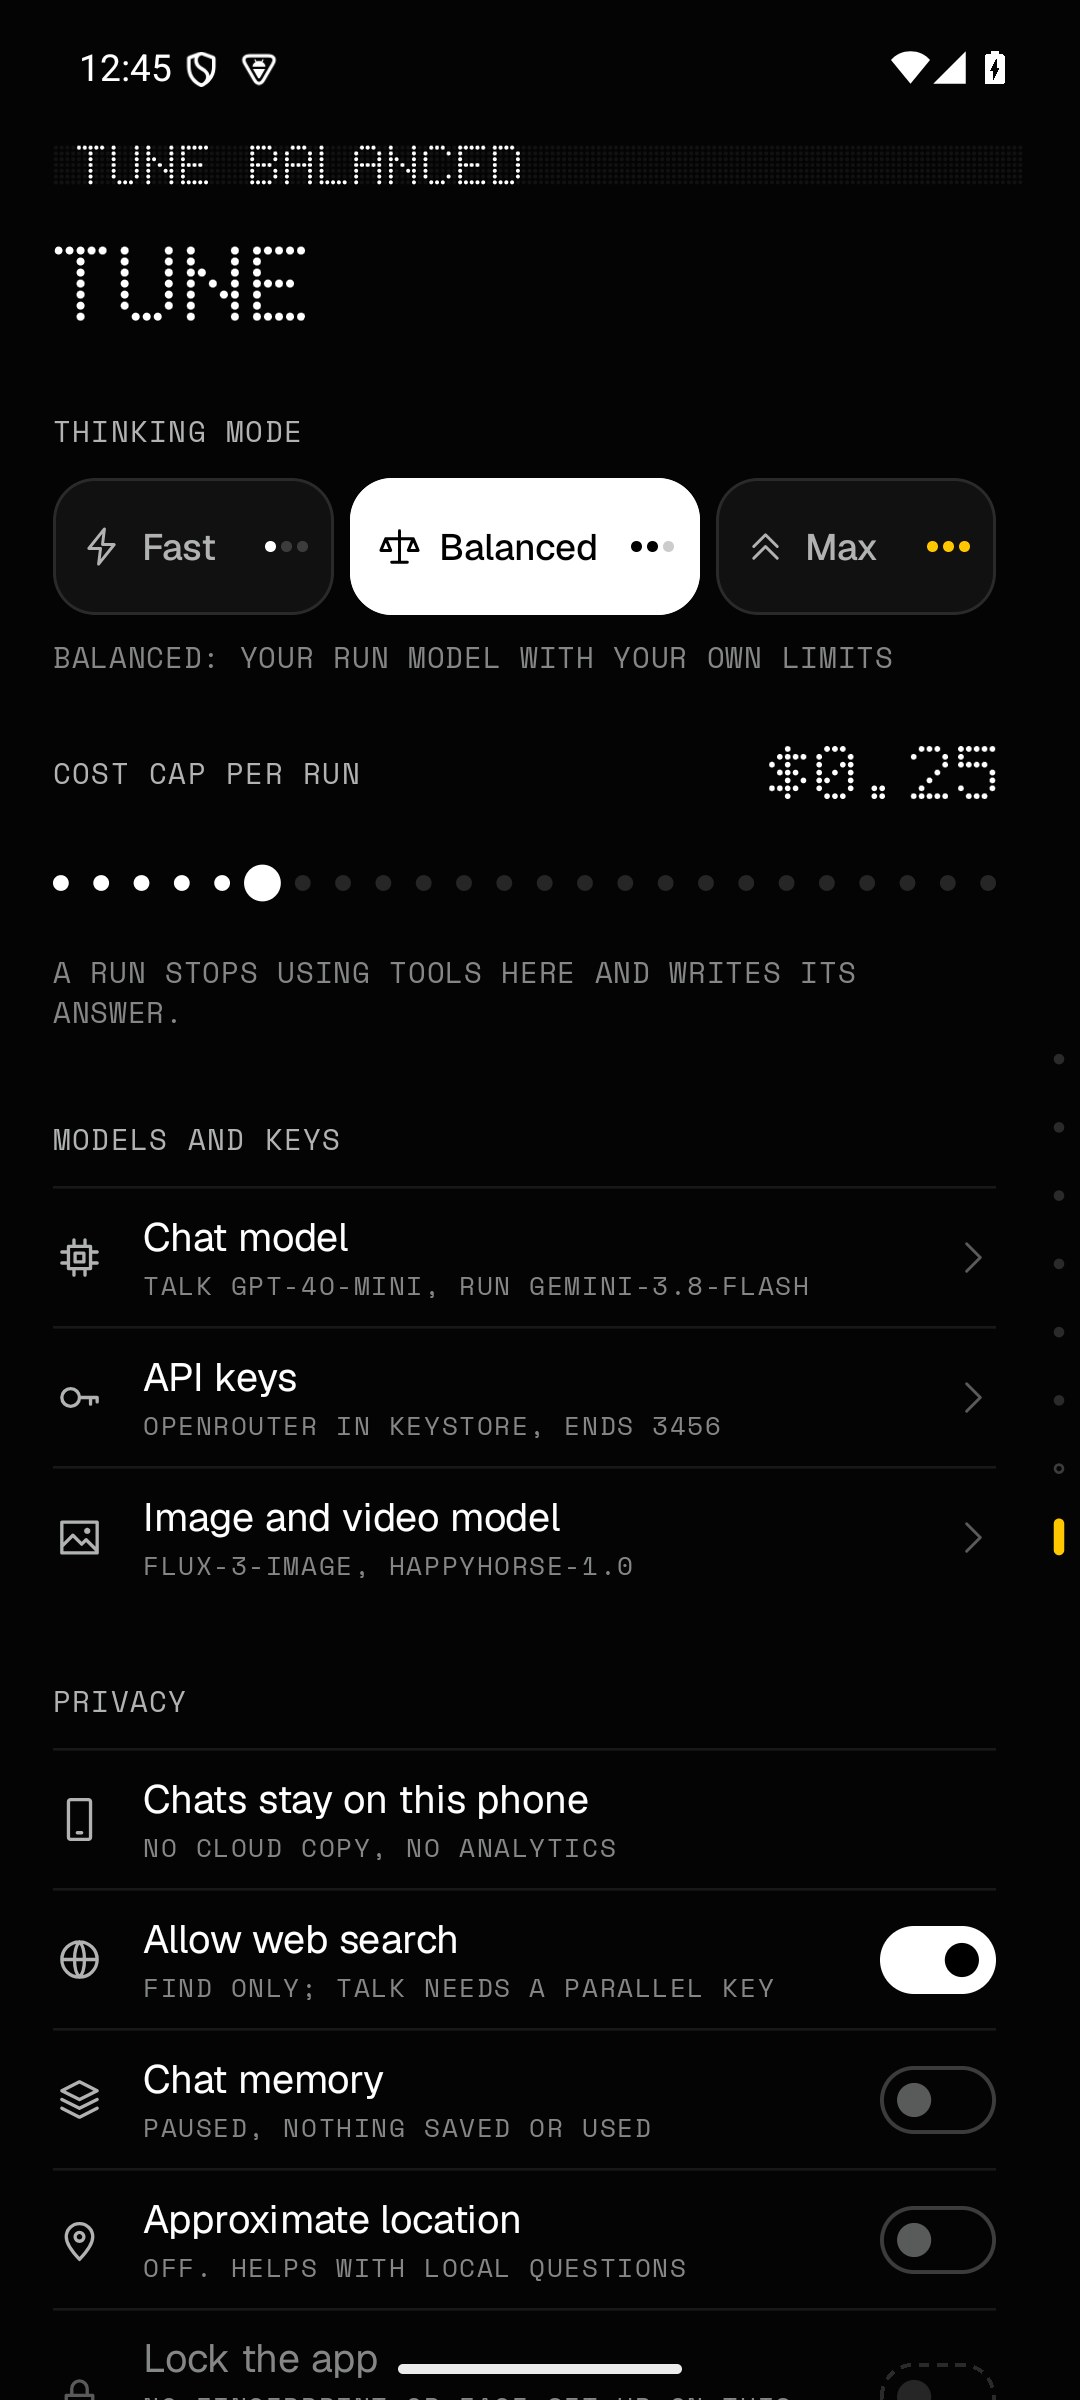 12:45
TUNE BALANCED
TUNE
THINKING MODE
Fast
Balanced
Max
BALANCED: YOUR RUN MODEL WITH YOUR OWN LIMITS
COST CAP PER RUN
$0.25
A RUN STOPS USING TOOLS HERE AND WRITES ITS
ANSWER.
MODELS AND KEYS
Chat model
TALK GPT-4O-MINI, RUN GEMINI-3.8-FLASH
API keys
OPENROUTER IN KEYSTORE, ENDS 3456
Image and video model
FLUX-3-IMAGE, HAPPYHORSE-1.0
PRIVACY
Chats stay on this phone
NO CLOUD COPY, NO ANALYTICS
Allow web search
FIND ONLY; TALK NEEDS A PARALLEL KEY
Chat memory
PAUSED, NOTHING SAVED OR USED
Approximate location
OFF. HELPS WITH LOCAL QUESTIONS
Lock the app